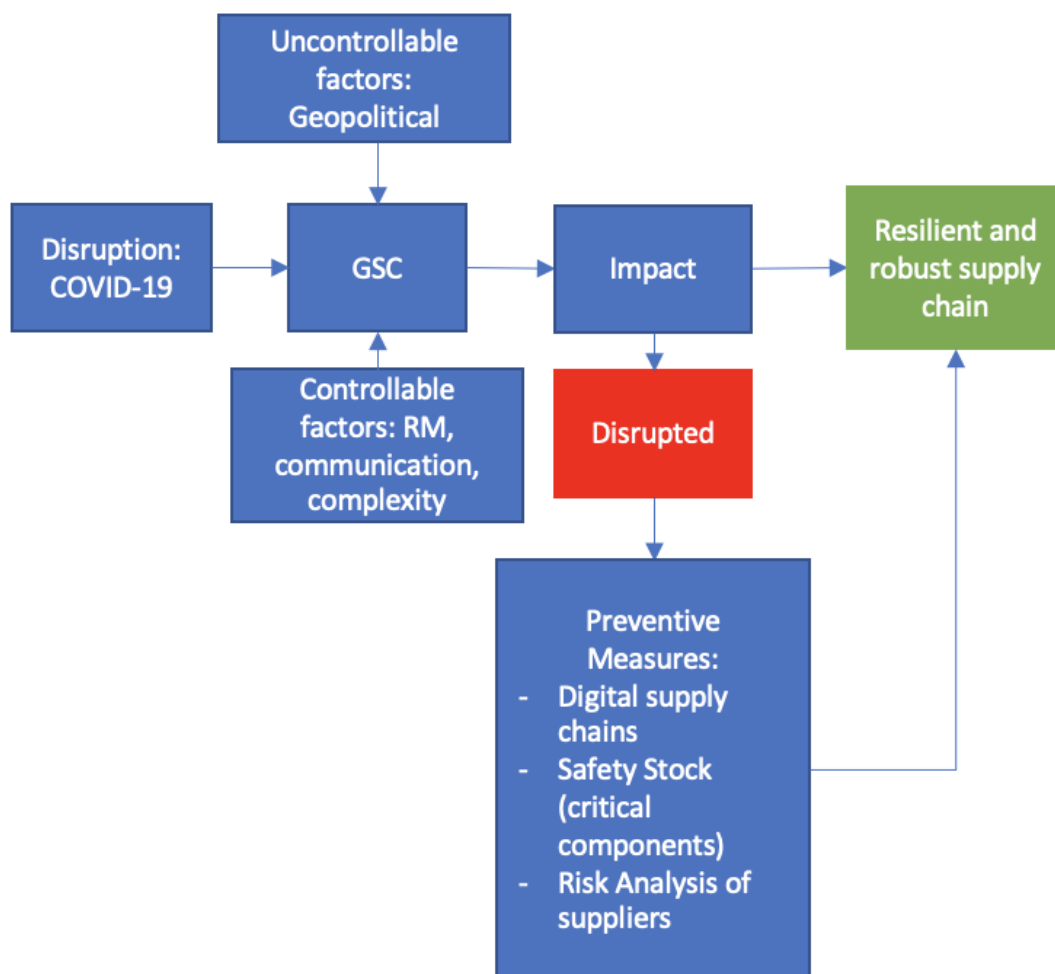 Uncontrollable
factors:
Geopolitical
Disruption:
COVID-19
GSC
Impact
Resilient and
robust supply
chain
Controllable
factors: RM,
communication,
complexity
Disrupted
Preventive
Measures:
- Digital supply
chains
- Safety Stock
(critical
components)
- Risk Analysis of
suppliers